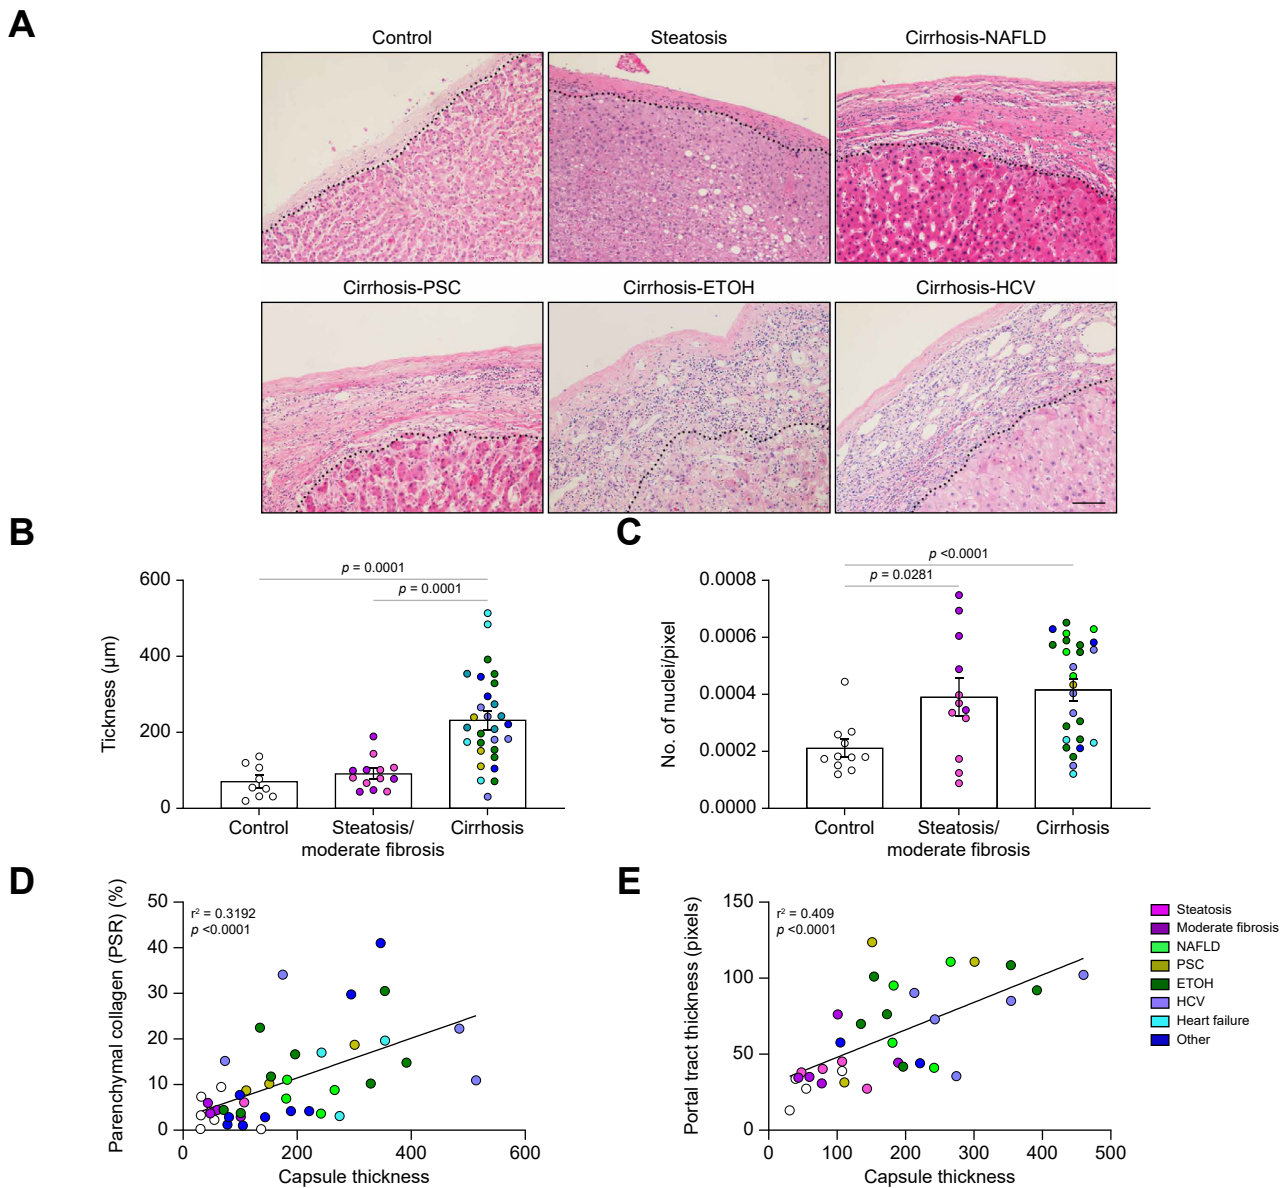 A
Control
Steatosis
Cirrhosis-NAFLD
Cirrhosis-PSC
Cirrhosis-ETOH
Cirrhosis-HCV
B
p = 0.0001
p = 0.0001
Tickness (µm)
600
400
200
0
Control
Steatosis/
moderate fibrosis
Cirrhosis
C
p <0.0001
p = 0.0281
No. of nuclei/pixel
0.0008
0.0006
0.0004
0.0002
0.0000
Control
Steatosis/
moderate fibrosis
Cirrhosis
D
r² = 0.3192
p <0.0001
Parenchymal collagen (PSR) (%)
50
40
30
20
10
0
0 200 400 600
Capsule thickness
E
r² = 0.409
p <0.0001
Portal tract thickness (pixels)
150
100
50
0
0 100 200 300 400 500
Capsule thickness
Steatosis
Moderate fibrosis
NAFLD
PSC
ETOH
HCV
Heart failure
Other